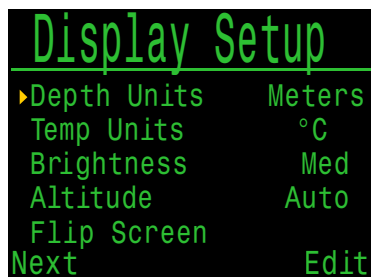 Display Setup
Depth Units Meters
Temp Units °C
Brightness Med
Altitude Auto
Flip Screen
Next Edit